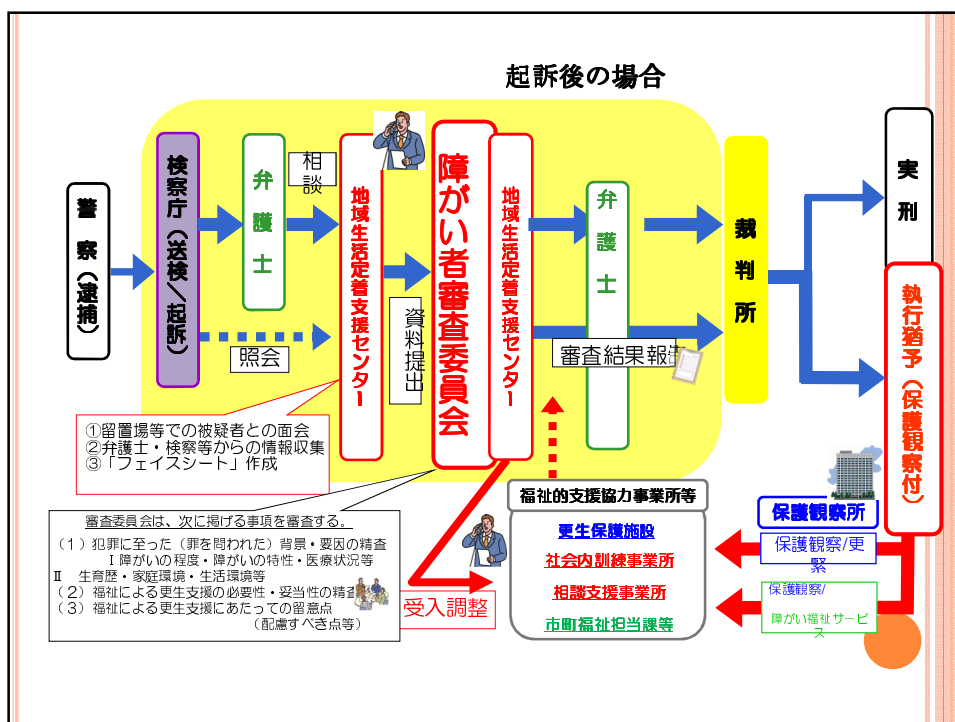 起訴後の場合
警察(逮捕)
検察庁(送検/起訴)
弁護士
相談
照会
地域生活定着支援センター
資料提出
障がい者審査委員会
地域生活定着支援センター
弁護士
審査結果報告
裁判所
実刑
執行猶予(保護観察付)
①留置場等での被疑者との面会
②弁護士・検察等からの情報収集
③「フェイスシート」作成
審査委員会は、次に掲げる事項を審査する。
(1)犯罪に至った(罪を問われた)背景・要因の精査
Ⅰ障がいの程度・障がいの特性・医療状況等
Ⅱ 生育歴・家庭環境・生活環境等
(2)福祉による更生支援の必要性・妥当性の精査
(3)福祉による更生支援にあたっての留意点
(配慮すべき点等)
受入調整
福祉的支援協力事業所等
更生保護施設
社会内訓練事業所
相談支援事業所
市町福祉担当課等
保護観察所
保護観察/更
緊
保護観察/
障がい福祉サービ
ス